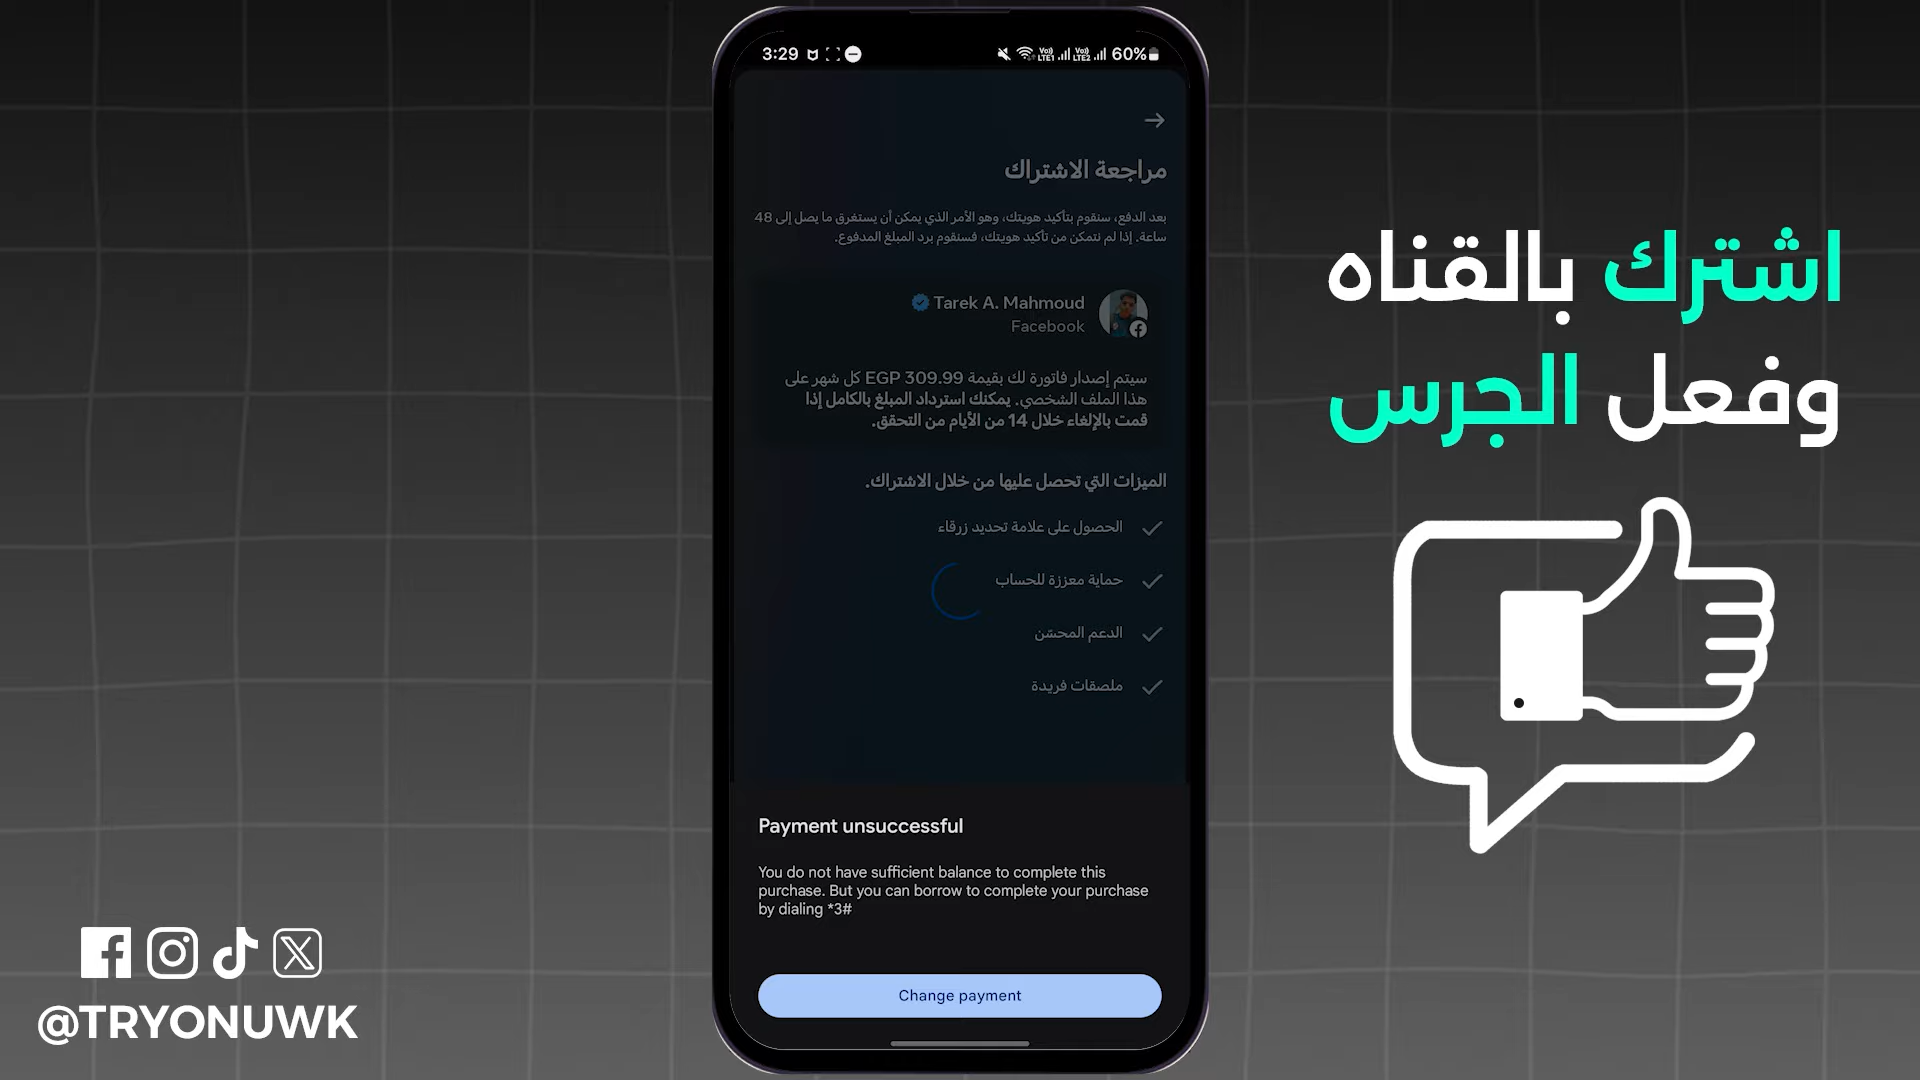 3:29
Vo) LTE1 Vo) LTE2 60%
مراجعة الاشتراك
بعد الدفع، سنقوم بتأكيد هويتك، وهو الأمر الذي يمكن أن يستغرق ما يصل إلى 48
ساعة. إذا لم نتمكن من تأكيد هويتك، فسنقوم برد المبلغ المدفوع.
Tarek A. Mahmoud
Facebook
سيتم إصدار فاتورة لك بقيمة EGP 309.99 كل شهر على
هذا الملف الشخصي. يمكنك استرداد المبلغ بالكامل إذا
قمت بالإلغاء خلال 14 من الأيام من التحقق.
الميزات التي تحصل عليها من خلال الاشتراك.
الحصول على علامة تحديد زرقاء
حماية معززة للحساب
الدعم المحسّن
ملصقات فريدة
Payment unsuccessful
You do not have sufficient balance to complete this
purchase. But you can borrow to complete your purchase
by dialing *3#
Change payment
اشترك بالقناه
وفعل الجرس
@TRYONUWK